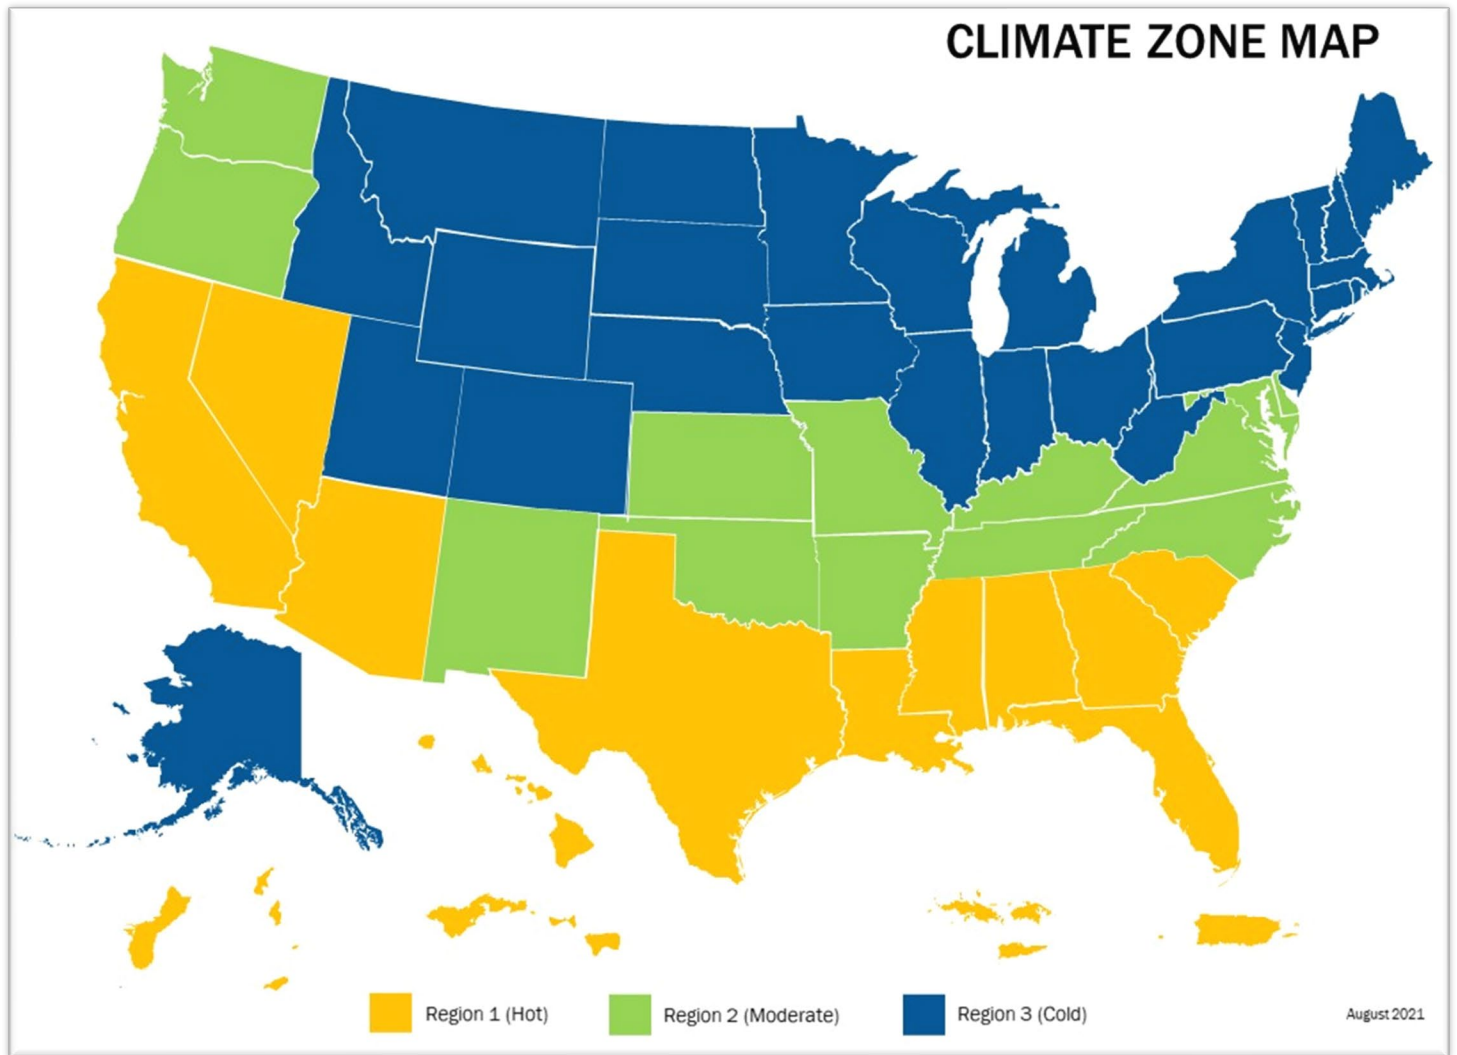 CLIMATE ZONE MAP
Region 1 (Hot)
Region 2 (Moderate)
Region 3 (Cold)
August 2021